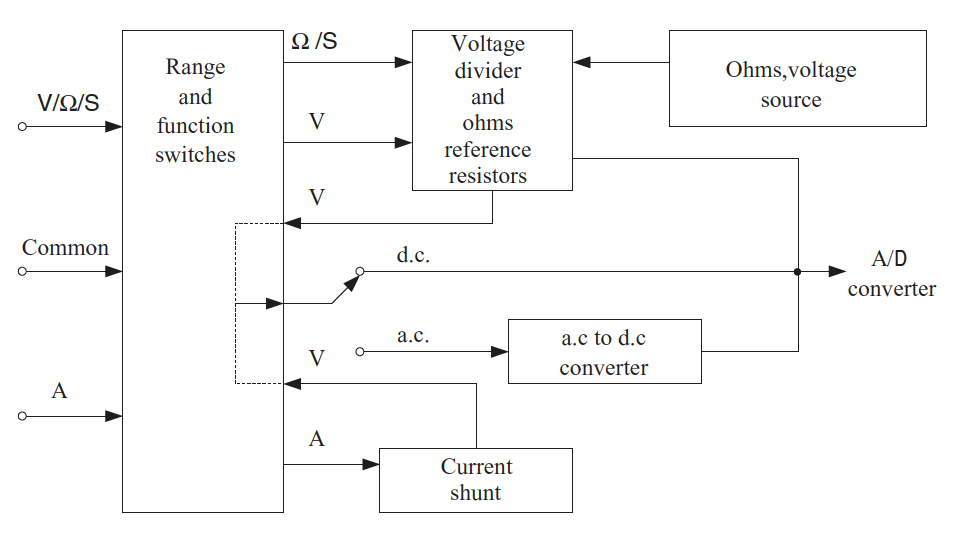 V/Ω/S
Common
A
Range
and
function
switches
Ω /S
V
V
d.c.
a.c.
V
A
Voltage
divider
and
ohms
reference
resistors
Ohms,voltage
source
a.c to d.c
converter
Current
shunt
A/D
converter